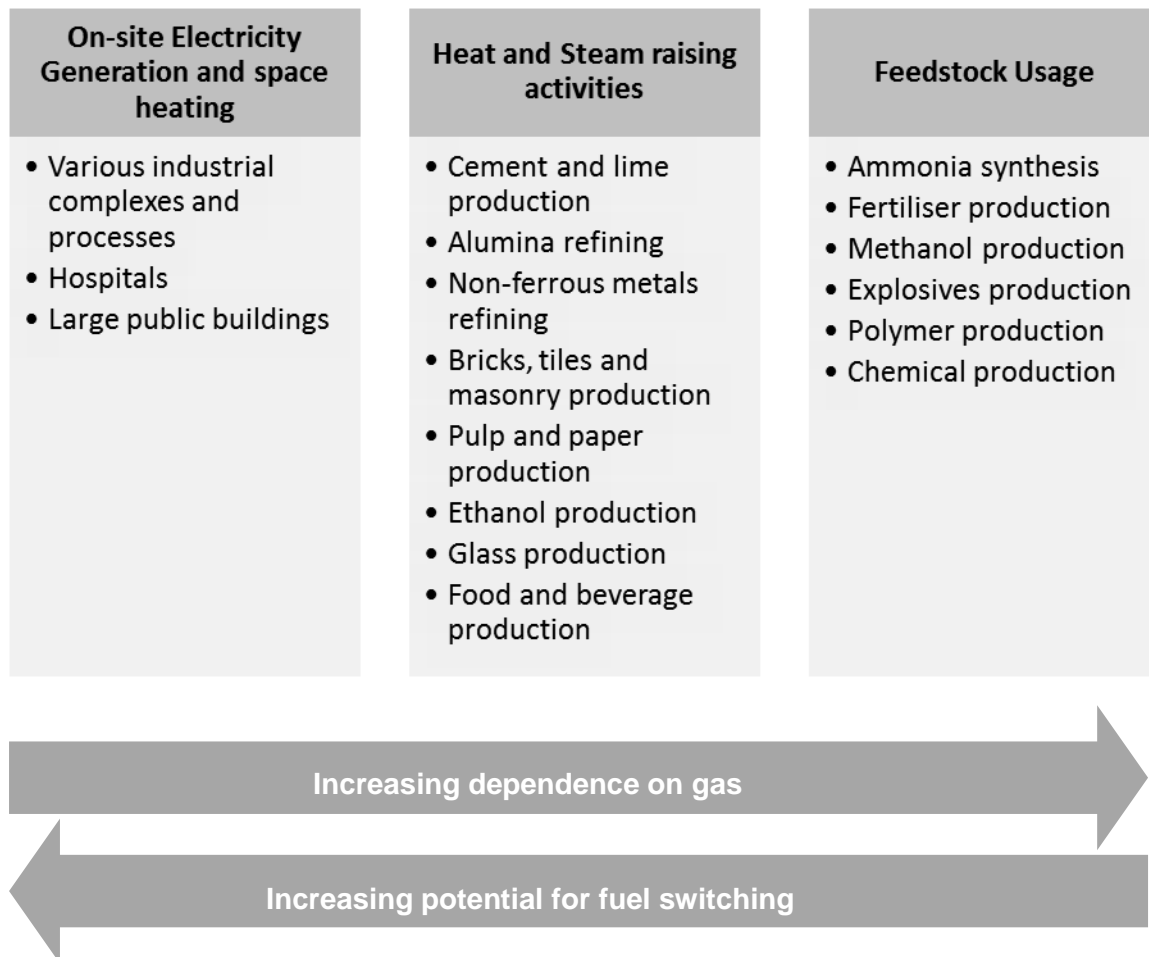 On-site Electricity
Generation and space
heating
• Various industrial
complexes and
processes
• Hospitals
• Large public buildings
Heat and Steam raising
activities
• Cement and lime
production
• Alumina refining
• Non-ferrous metals
refining
• Bricks, tiles and
masonry production
• Pulp and paper
production
• Ethanol production
• Glass production
• Food and beverage
production
Feedstock Usage
• Ammonia synthesis
• Fertiliser production
• Methanol production
• Explosives production
• Polymer production
• Chemical production
Increasing dependence on gas
Increasing potential for fuel switching